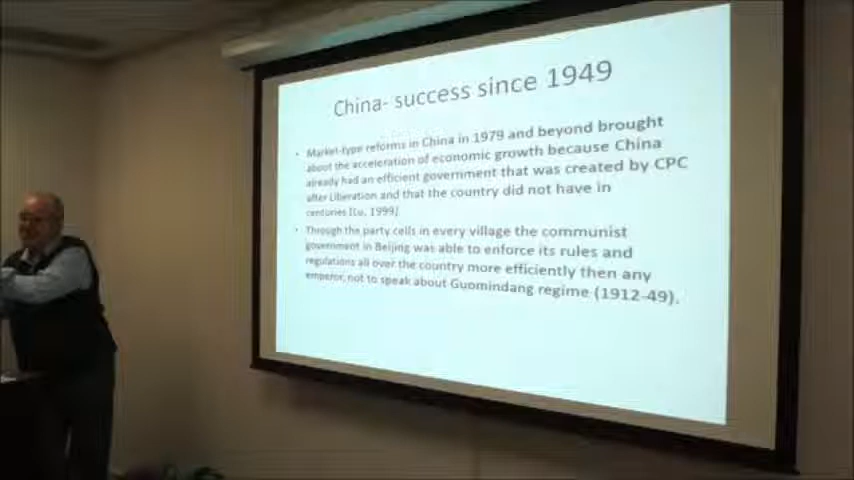 China- success since 1949
• Market-type reforms in China in 1979 and beyond brought
about the acceleration of economic growth because China
already had an efficient government that was created by CPC
after Liberation and that the country did not have in
centuries (Lu, 1999)
• Through the party cells in every village the communist
government in Beijing was able to enforce its rules and
regulations all over the country more efficiently then any
emperor, not to speak about Guomindang regime (1912-49).